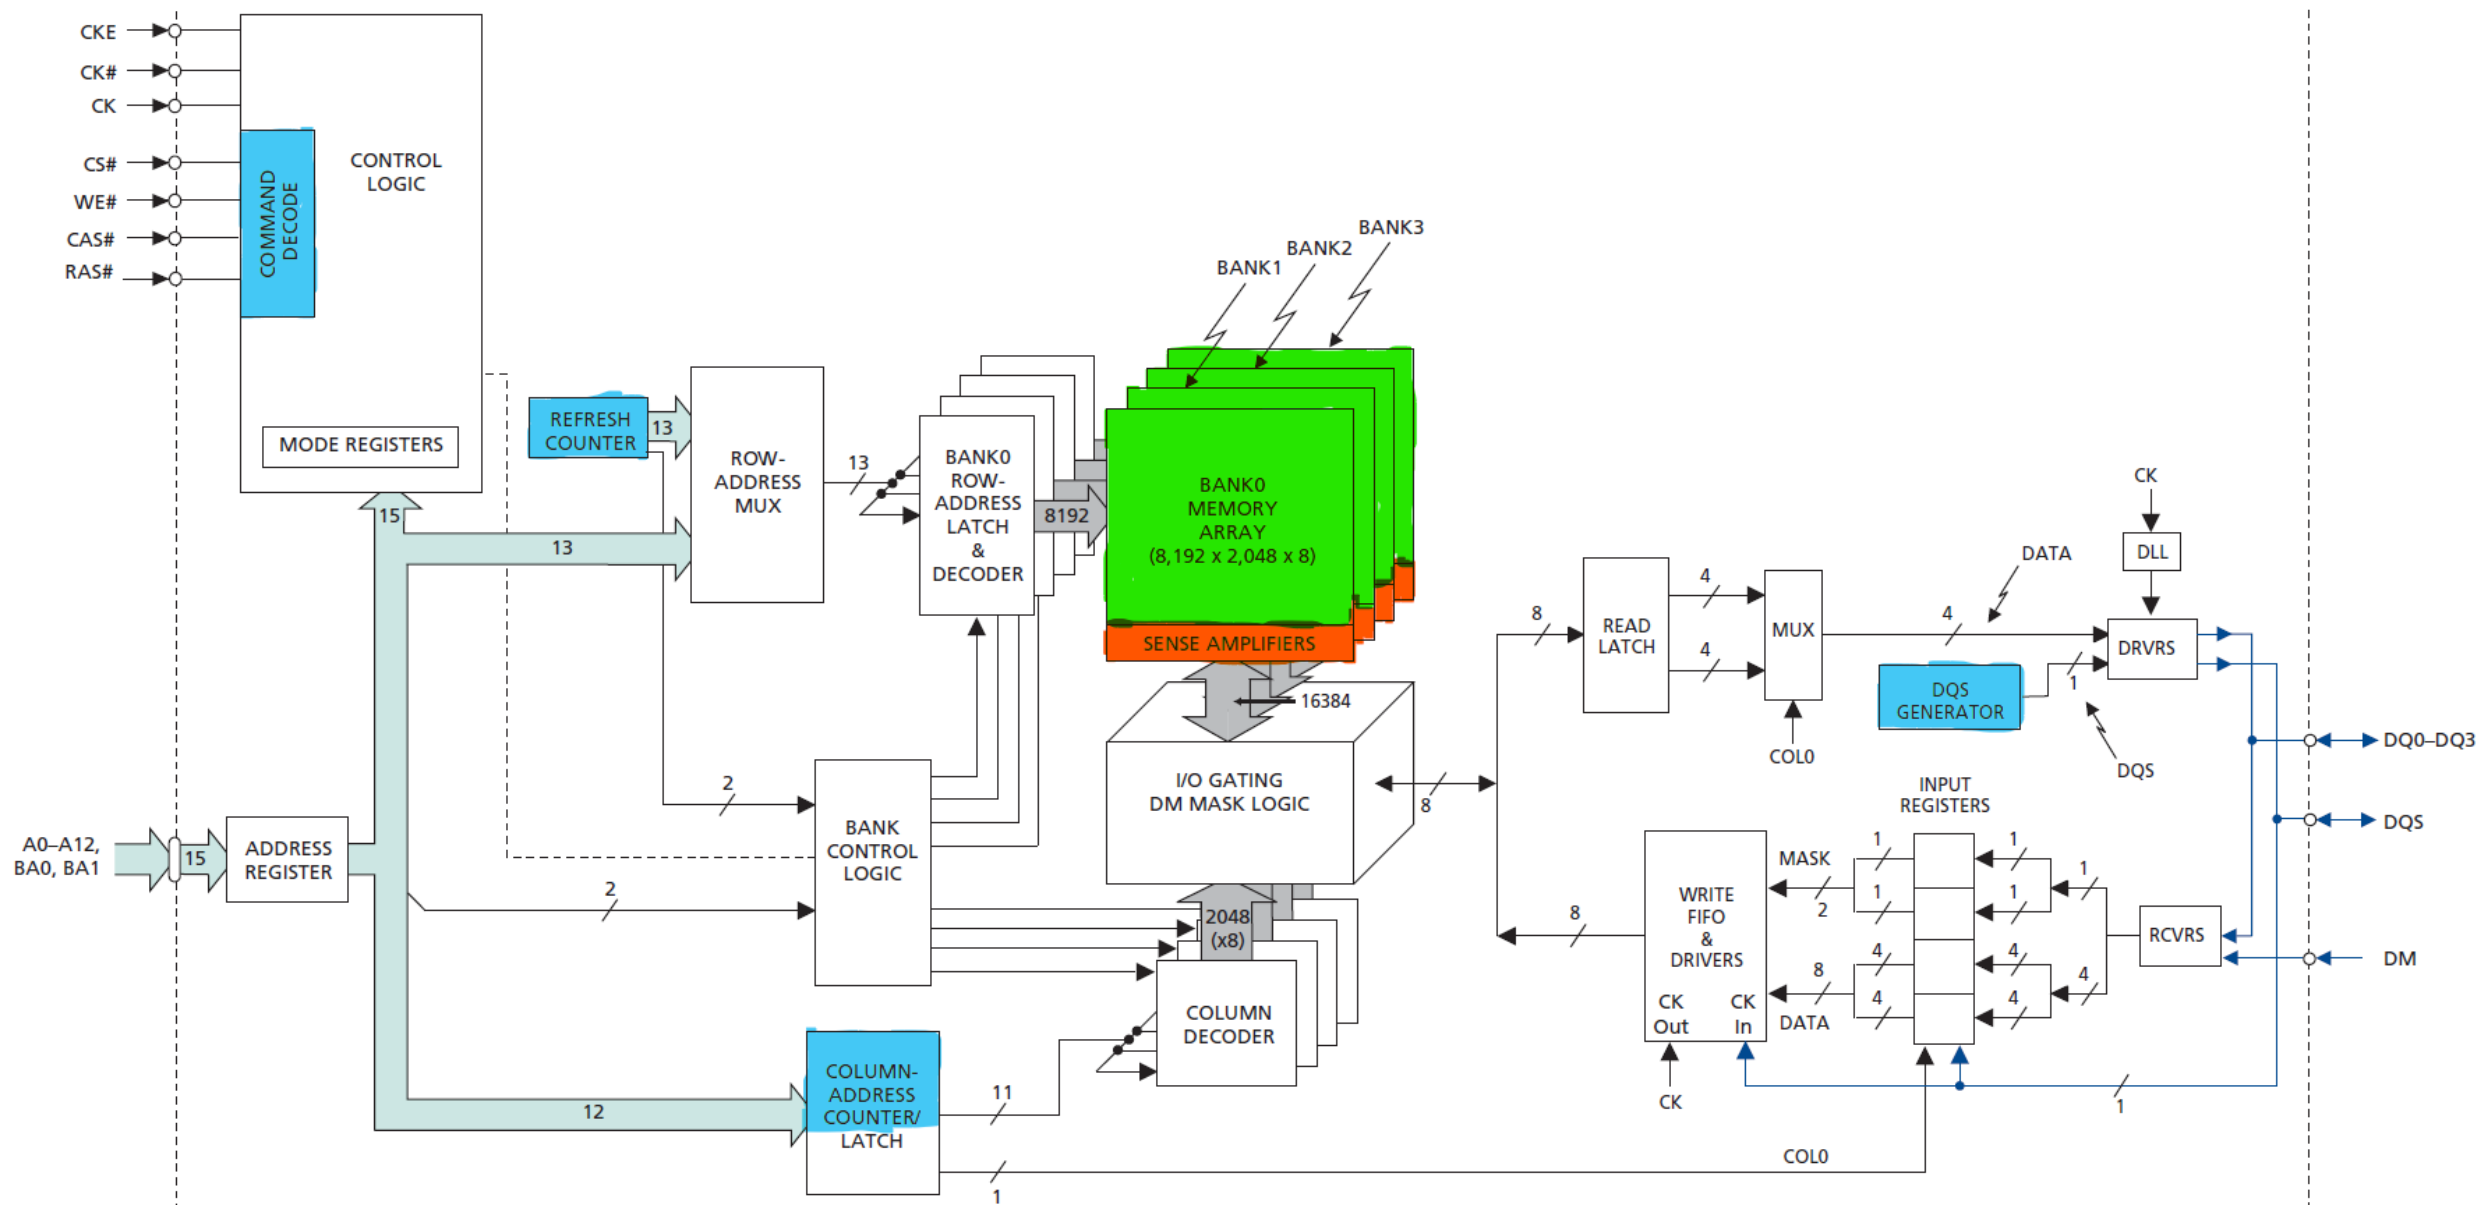 CKE
CK#
CK
CS#
WE#
CAS#
RAS#
COMMAND
DECODE
CONTROL
LOGIC
MODE REGISTERS
15
13
REFRESH
COUNTER
13
ROW-
ADDRESS
MUX
13
BANK0
ROW-
ADDRESS
LATCH
&
DECODER
8192
BANK1
BANK2
BANK3
BANK0
MEMORY
ARRAY
(8,192 x 2,048 x 8)
SENSE AMPLIFIERS
16384
I/O GATING
DM MASK LOGIC
8
2048
(x8)
COLUMN
DECODER
A0–A12,
BA0, BA1
15
ADDRESS
REGISTER
2
2
BANK
CONTROL
LOGIC
12
COLUMN-
ADDRESS
COUNTER/
LATCH
11
1
COL0
8
READ
LATCH
4
4
MUX
COL0
4
DATA
CK
DLL
DRVRS
DQS
GENERATOR
1
DQS
DQ0–DQ3
DQS
DM
INPUT
REGISTERS
8
WRITE
FIFO
&
DRIVERS
CK
Out
CK
In
CK
MASK
2
8
DATA
1
1
4
4
1
1
4
4
1
4
RCVRS
1